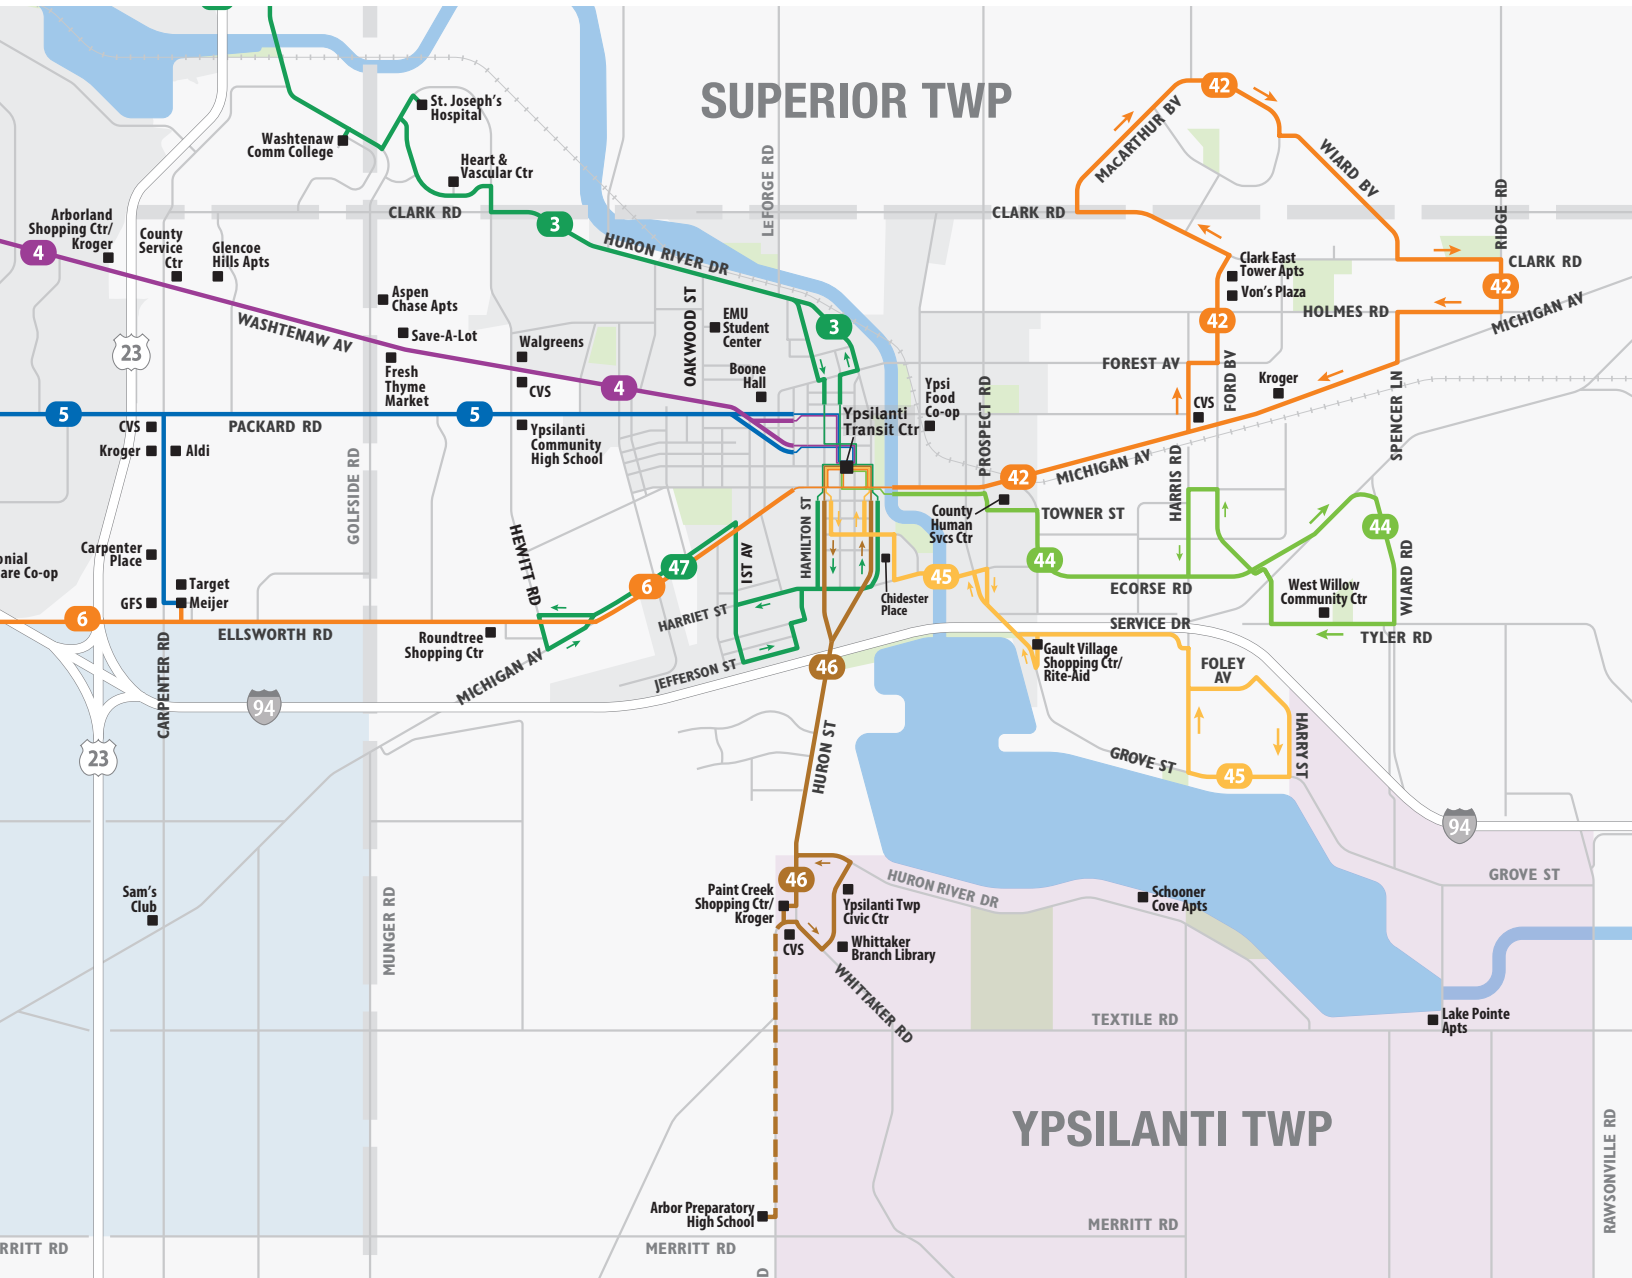 SUPERIOR TWP
St. Joseph's
Hospital
Washtenaw
Comm College
Heart &
Vascular Ctr
CLARK RD
3
HURON RIVER DR
LEFORGE RD
CLARK RD
MACARTHUR BV
42
WIARD BV
RIDGE RD
CLARK RD
42
HOLMES RD
MICHIGAN AV
Clark East
Tower Apts
Von's Plaza
42
FOREST AV
FORD BV
Kroger
CVS
SPENCER LN
Arborland
Shopping Ctr/
Kroger
4
County
Service
Ctr
Glencoe
Hills Apts
Aspen
Chase Apts
Save-A-Lot
WASHTENAW AV
23
Fresh
Thyme
Market
Walgreens
CVS
4
OAKWOOD ST
EMU
Student
Center
Boone
Hall
3
Ypsilanti
Transit Ctr
Ypsi
Food
Co-op
PROSPECT RD
5
5
PACKARD RD
CVS
Kroger
Aldi
GOLFSIDE RD
Ypsilanti
Community
High School
42
MICHIGAN AV
HARRIS RD
County
Human
Svcs Ctr
TOWNER ST
44
44
ECORSE RD
WIARD RD
West Willow
Community Ctr
TYLER RD
onial
are Co-op
Carpenter
Place
Target
Meijer
GFS
6
ELLSWORTH RD
CARPENTER RD
HEWITT RD
47
6
1ST AV
HAMILTON ST
HARRIET ST
JEFFERSON ST
Chidester
Place
45
SERVICE DR
Roundtree
Shopping Ctr
MICHIGAN AV
46
Gault Village
Shopping Ctr/
Rite-Aid
FOLEY
AV
HARRY ST
GROVE ST
45
94
23
HURON ST
94
46
Paint Creek
Shopping Ctr/
Kroger
CVS
Ypsilanti Twp
Civic Ctr
Whittaker
Branch Library
HURON RIVER DR
Schooner
Cove Apts
GROVE ST
Sam's
Club
MUNGER RD
WHITTAKER RD
TEXTILE RD
Lake Pointe
Apts
YPSILANTI TWP
RAWSONVILLE RD
Arbor Preparatory
High School
RRITT RD
MERRITT RD
MERRITT RD
D